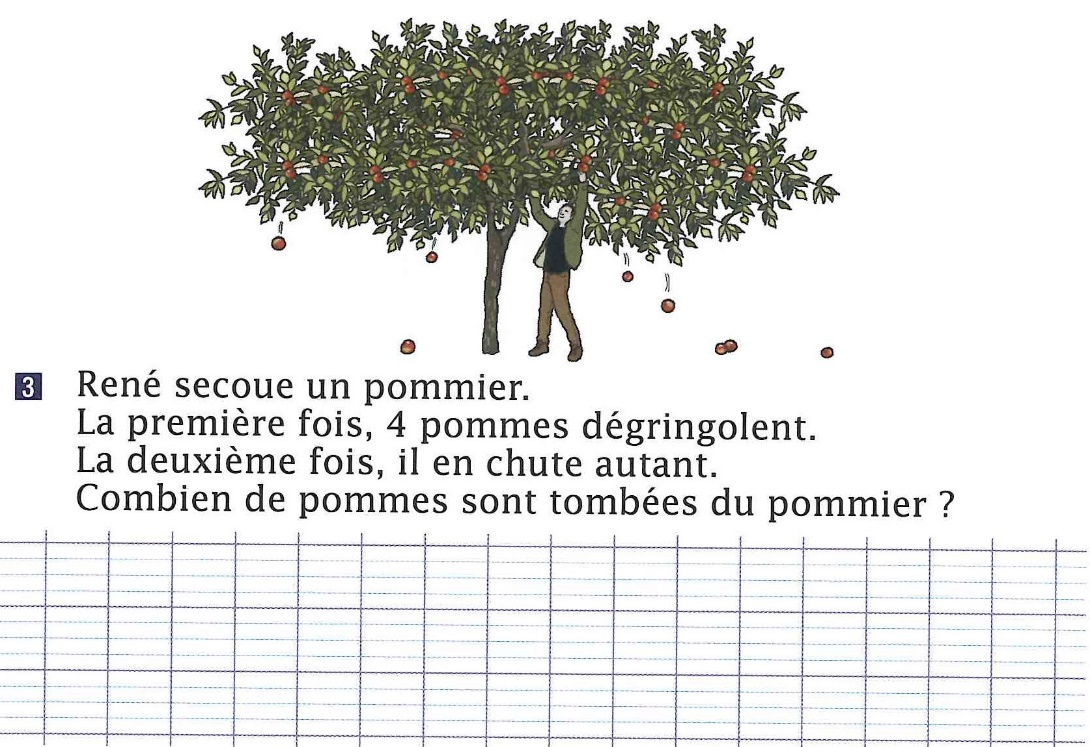 3 René secoue un pommier.
La première fois, 4 pommes dégringolent.
La deuxième fois, il en chute autant.
Combien de pommes sont tombées du pommier ?